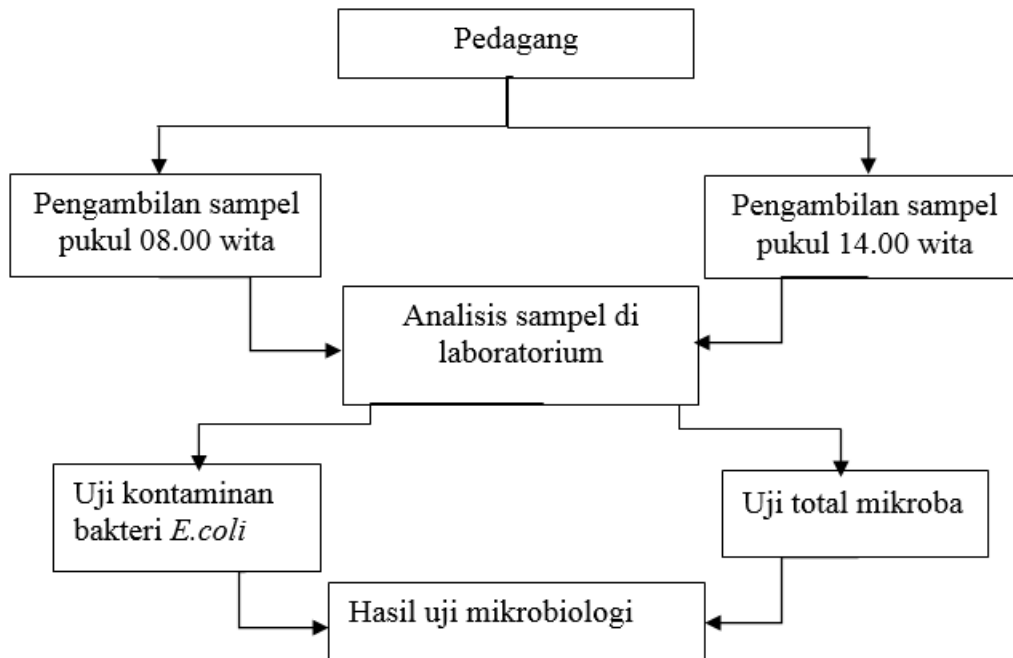 Pedagang
Pengambilan sampel
pukul 08.00 wita
Pengambilan sampel
pukul 14.00 wita
Analisis sampel di
laboratorium
Uji kontaminan
bakteri E.coli
Uji total mikroba
Hasil uji mikrobiologi